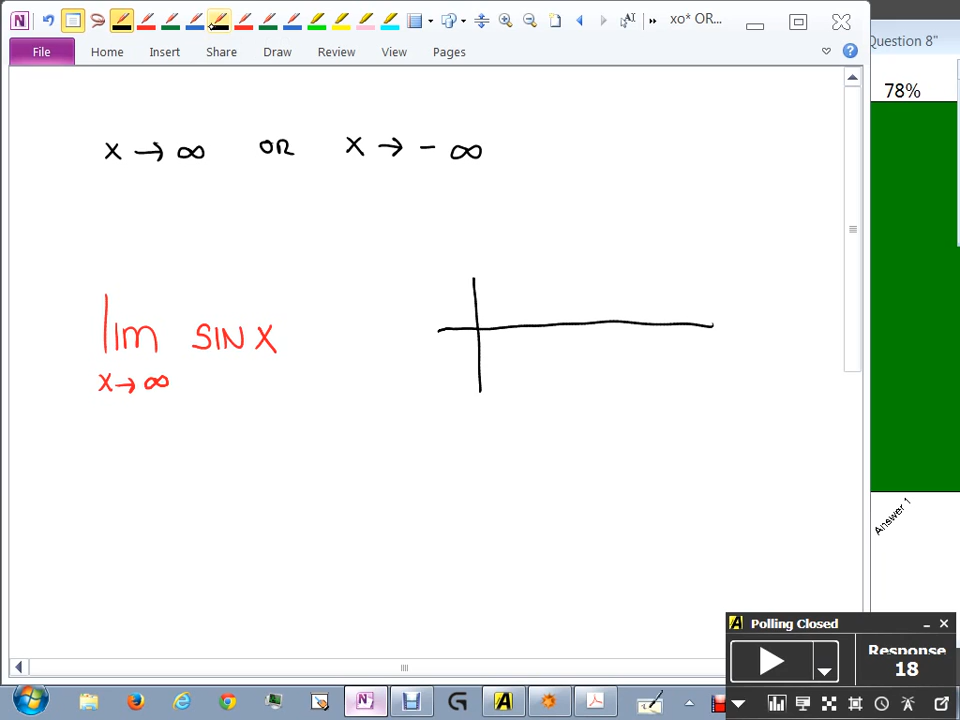 xo* OR...
Question 8"
File Home Insert Share Draw Review View Pages
78%
x → ∞ OR x → - ∞
lim sin x
x → ∞
Answer 1
Polling Closed
Response
18